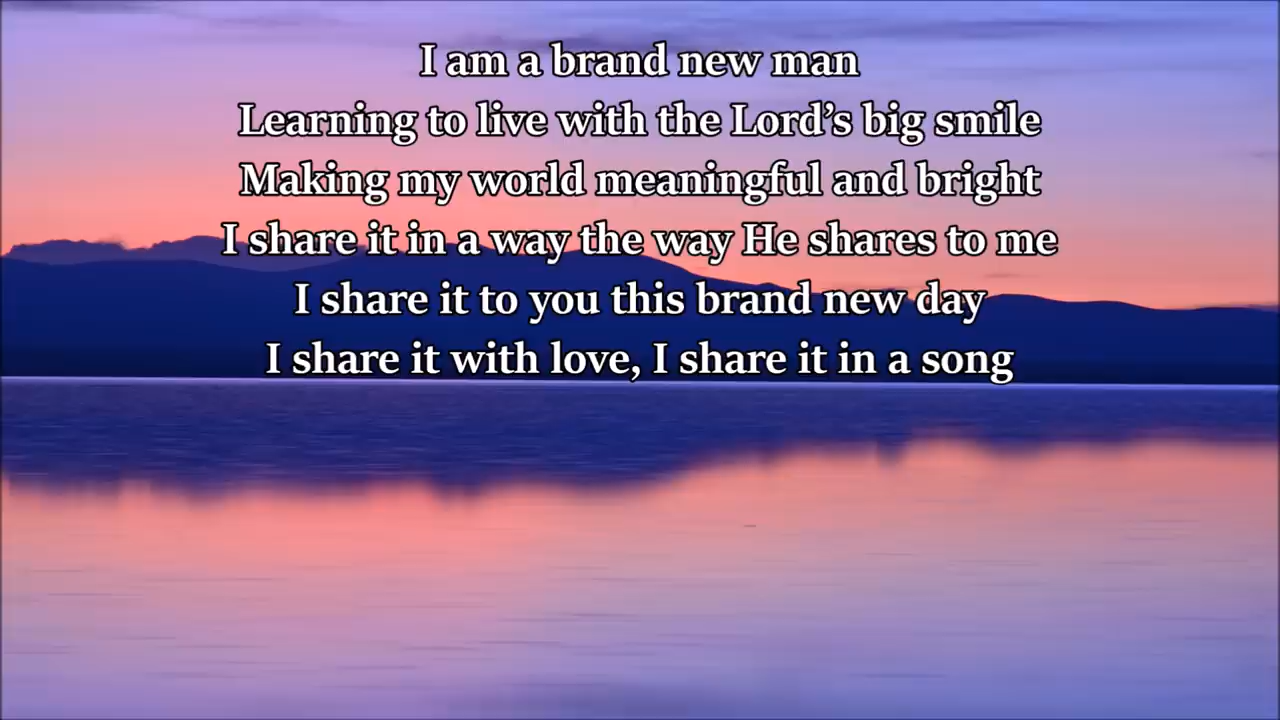 I am a brand new man
Learning to live with the Lord’s big smile
Making my world meaningful and bright
I share it in a way the way He shares to me
I share it to you this brand new day
I share it with love, I share it in a song